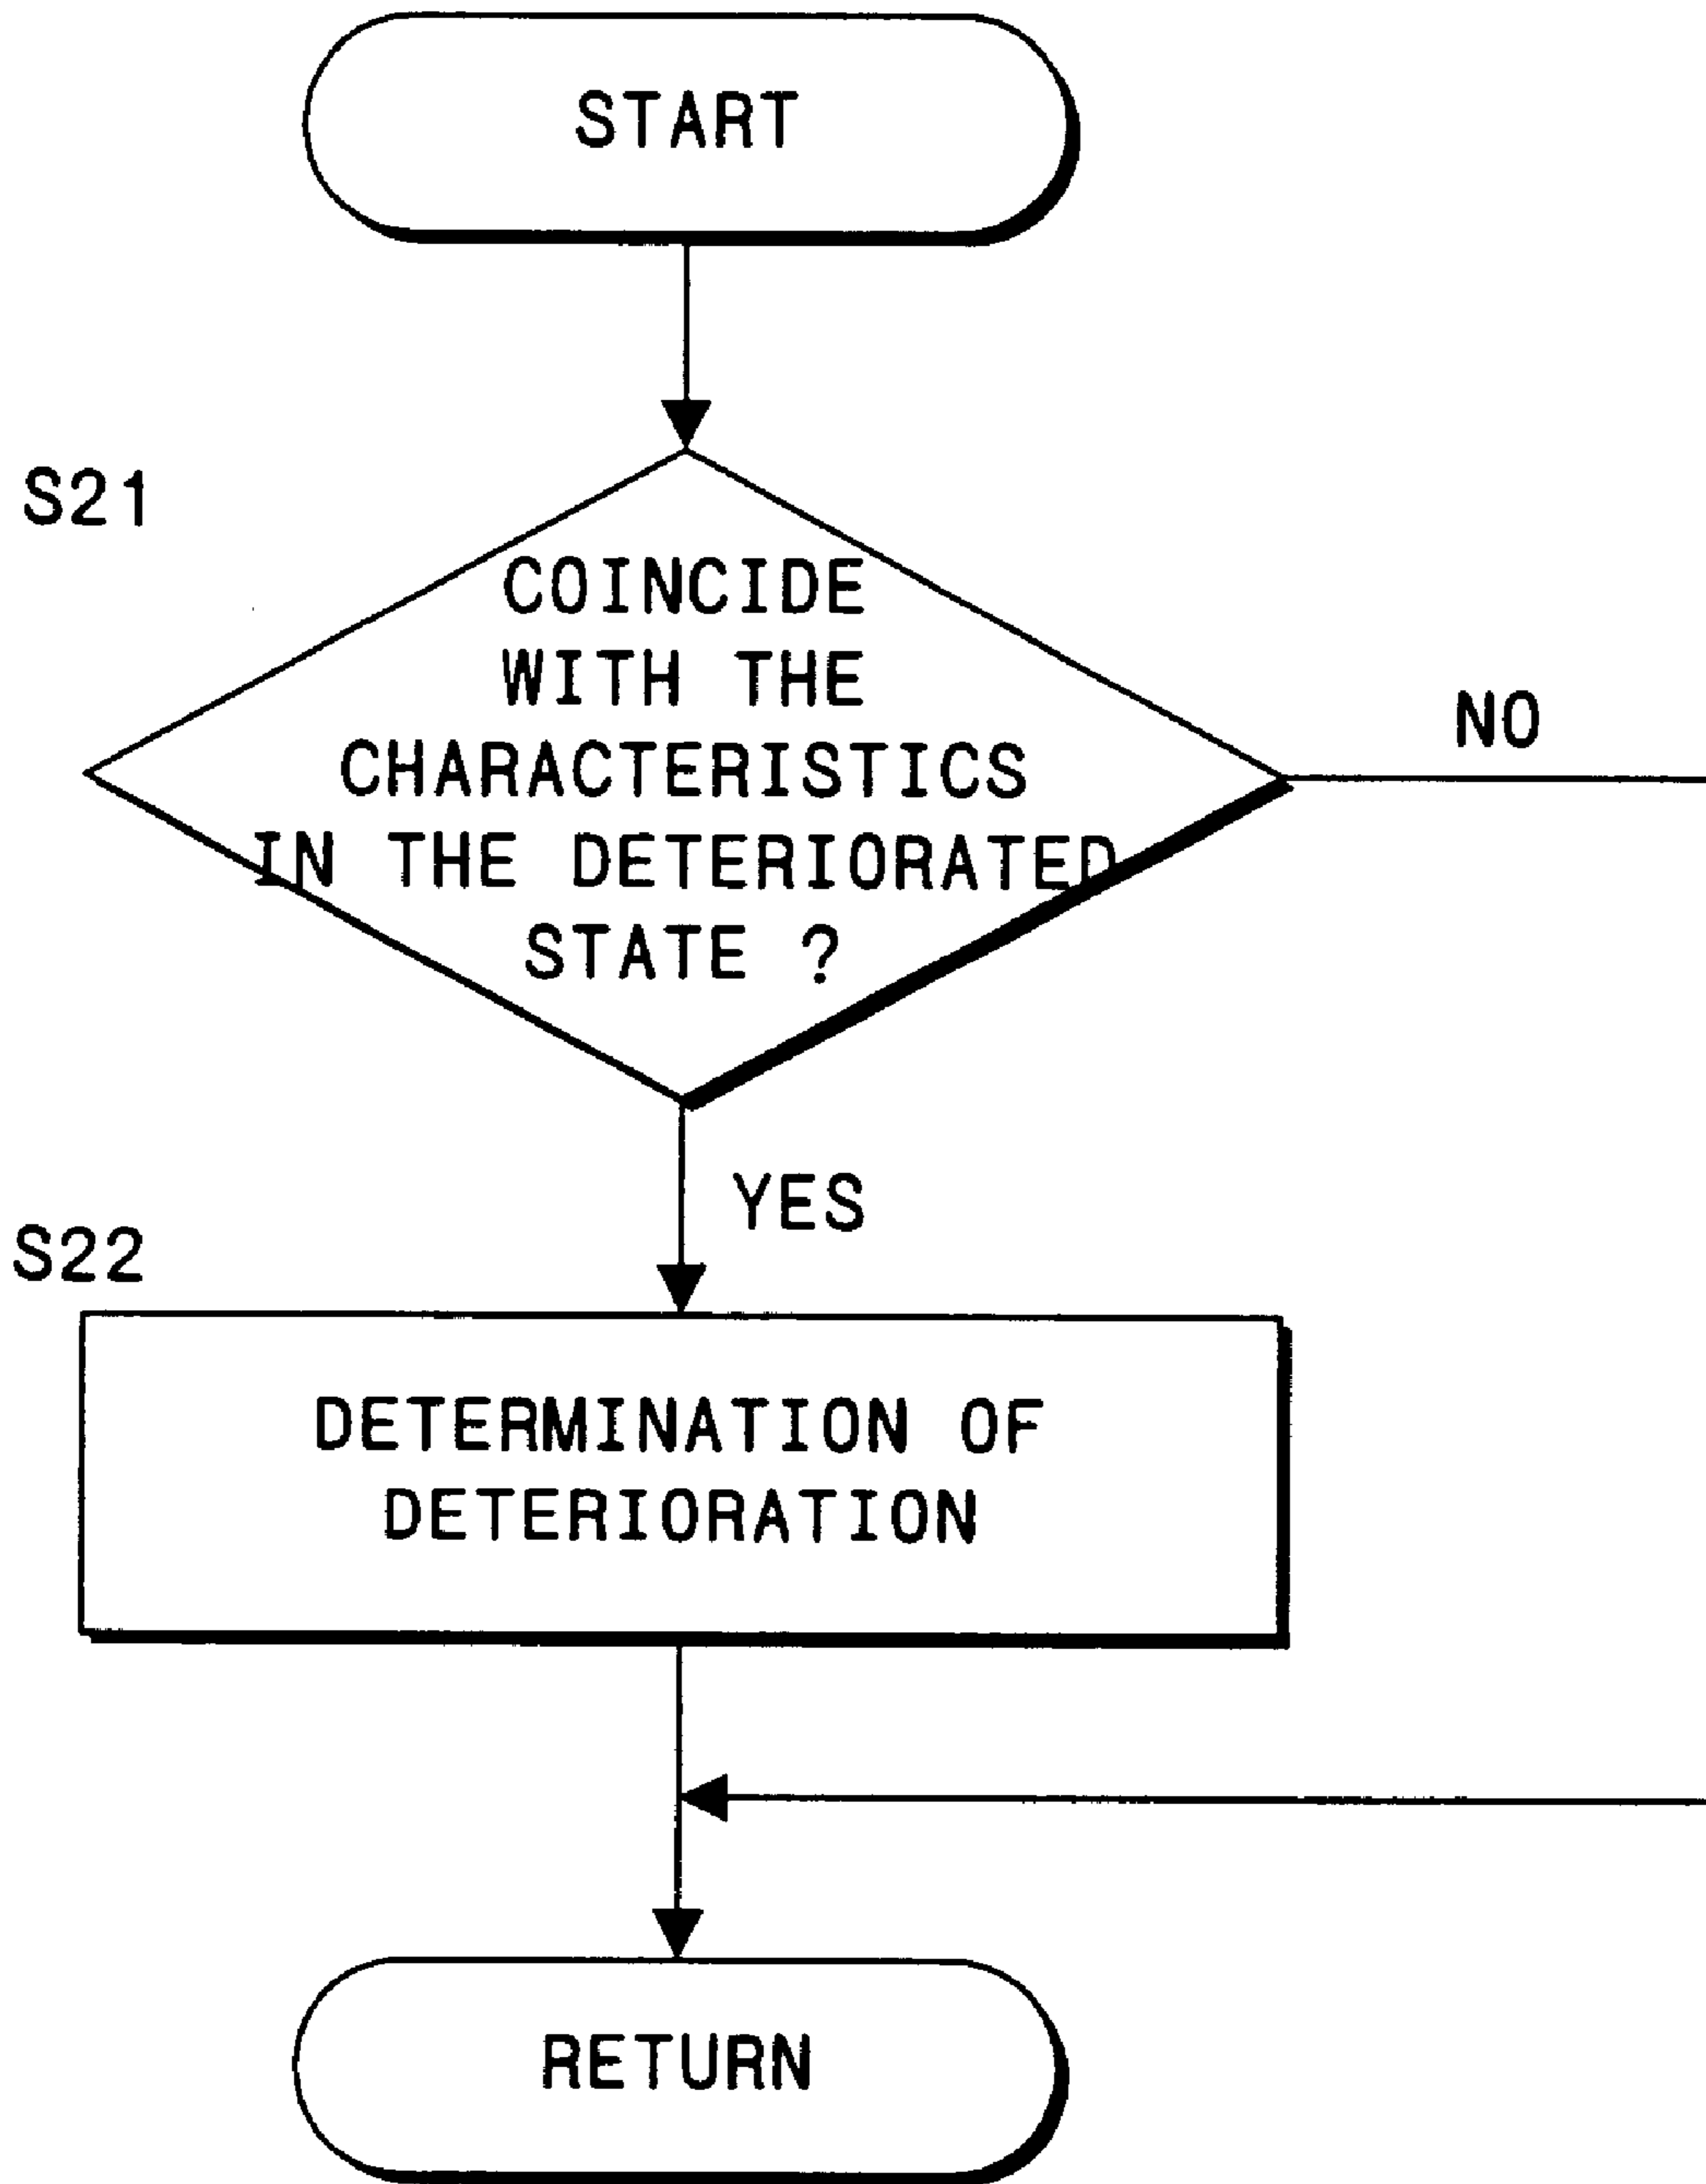 START
S21
COINCIDE
WITH THE
CHARACTERISTICS
IN THE DETERIORATED
STATE ?
NO
YES
S22
DETERMINATION OF
DETERIORATION
RETURN